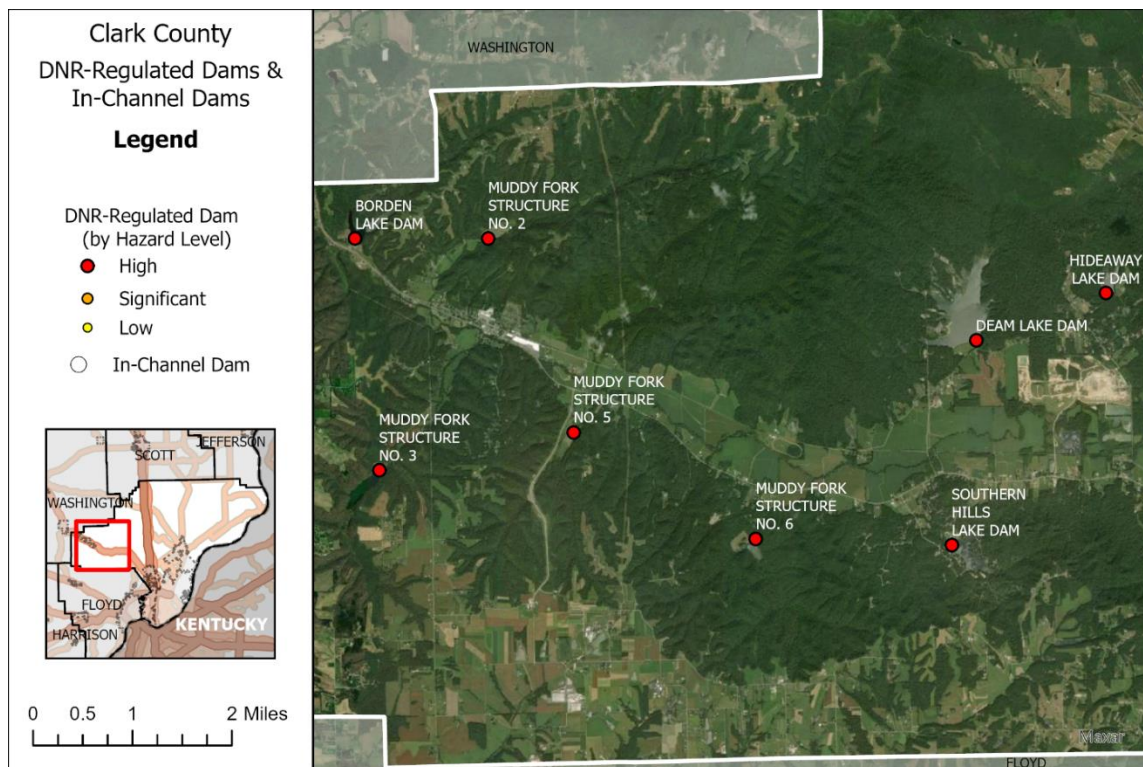 Clark County
DNR-Regulated Dams &
In-Channel Dams
Legend
DNR-Regulated Dam
(by Hazard Level)
High
Significant
Low
In-Channel Dam
EFFERSON
SCOTT
WASHINGTON
FLOYD
KENTUCKY
HARRISON
0 0.5 1 2 Miles
WASHINGTON
MUDDY FORK
STRUCTURE
NO. 2
BORDEN
LAKE DAM
HIDEAWAY
LAKE DAM
DEAM LAKE DAM
MUDDY FORK
STRUCTURE
NO. 5
MUDDY FORK
STRUCTURE
NO. 3
MUDDY FORK
STRUCTURE
NO. 6
SOUTHERN
HILLS
LAKE DAM
Maxar
FLOYD